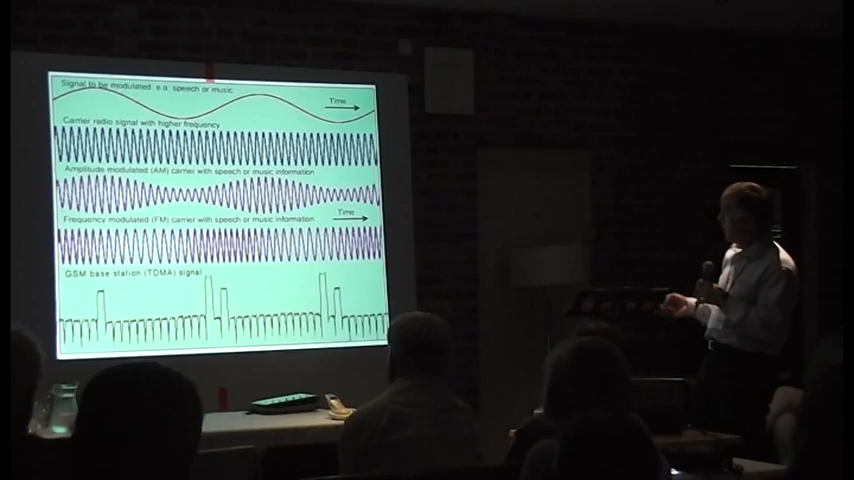 Signal to be modulated e.g. speech or music
Time
Carrier radio signal with higher frequency
Amplitude modulated (AM) carrier with speech or music information
Frequency modulated (FM) carrier with speech or music information
Time
GSM base station (TDMA) signal